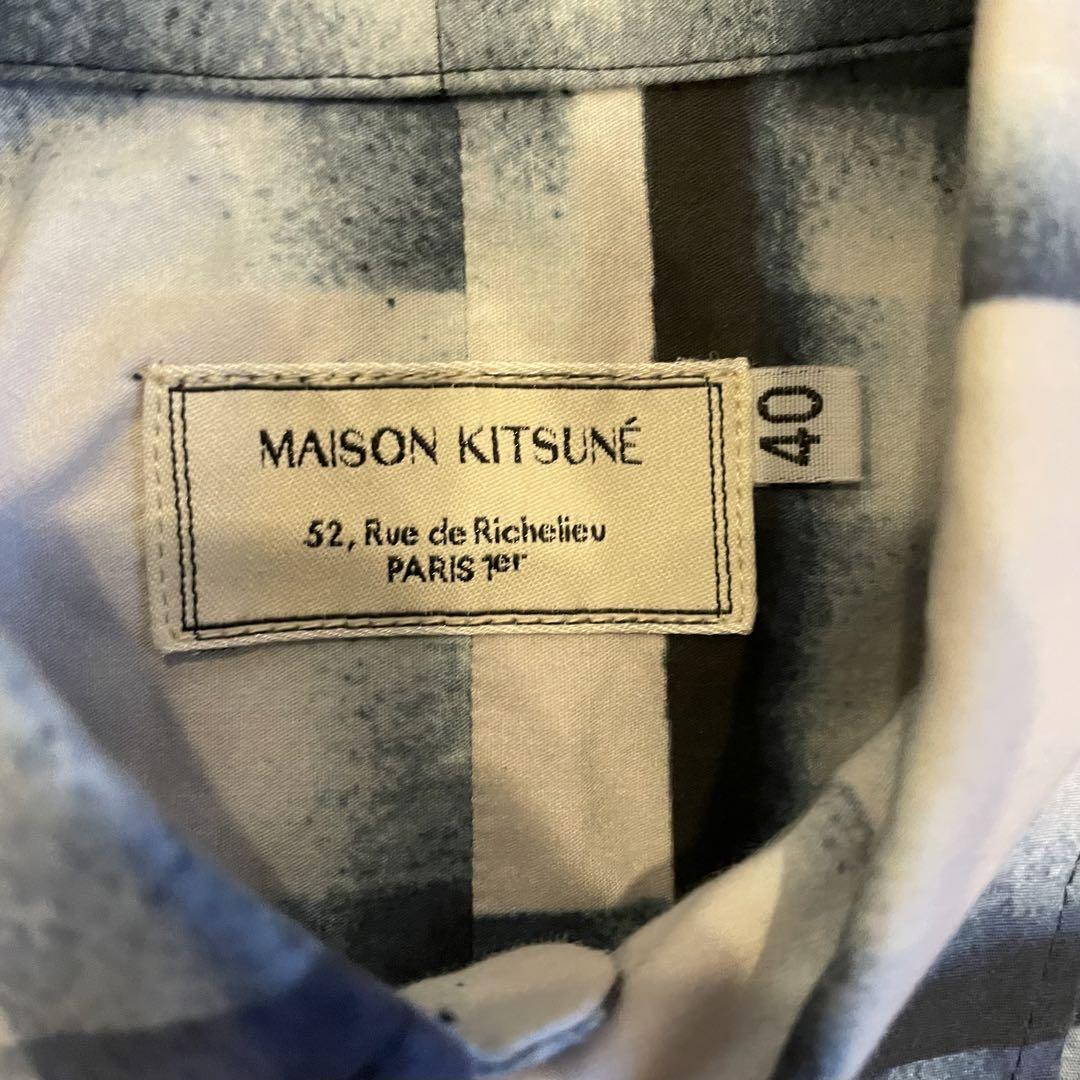 MAISON KITSUNÉ
52, Rue de Richelieu
PARIS 1er
40